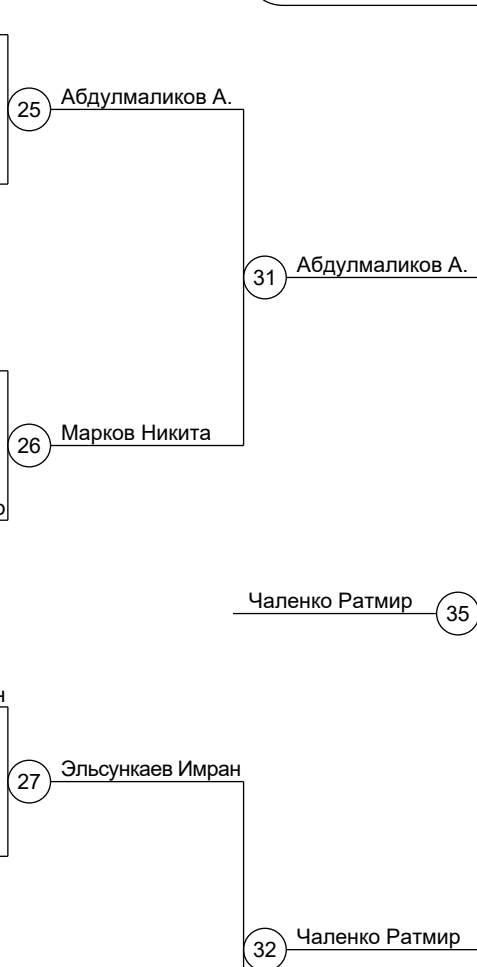 Абдулмаликов А.
25
Абдулмаликов А.
31
Марков Никита
26
Чаленко Ратмир
35
Эльсункаев Имран
27
Чаленко Ратмир
32